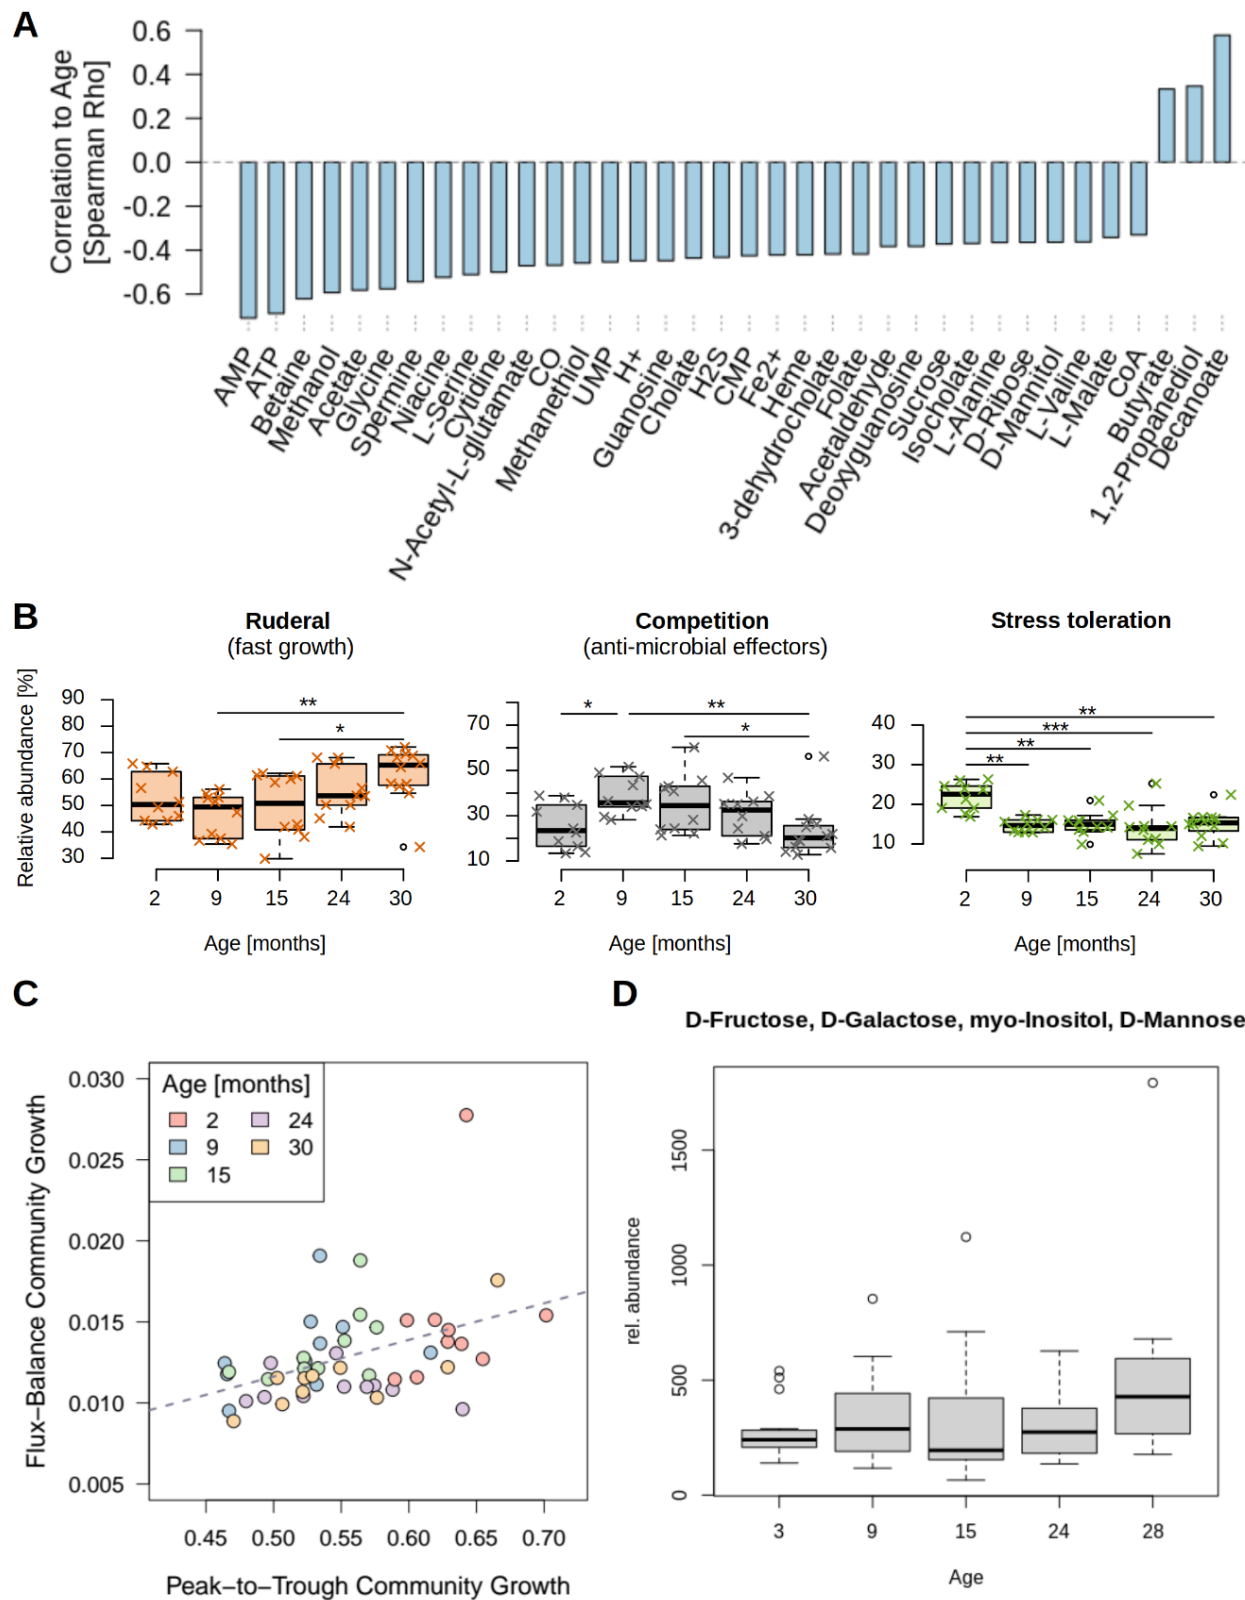 A
Correlation to Age
[Spearman Rho]
0.6
0.4
0.2
0.0
-0.2
-0.4
-0.6
AMP
ATP
Betaine
Methanol
Acetate
Glycine
Spermine
Niacine
L-Serine
Cytidine
N-Acetyl-L-glutamate
CO
Methanethiol
UMP
H+
Guanosine
Cholate
H2S
CMP
Fe2+
Heme
3-dehydrocholate
Folate
Acetaldehyde
Deoxyguanosine
Sucrose
Isocholate
L-Alanine
D-Ribose
D-Mannitol
L-Valine
L-Malate
CoA
Butyrate
1,2-Propanediol
Decanoate
B
Ruderal
(fast growth)
Relative abundance [%]
90
80
70
60
50
40
30
**
*
2 9 15 24 30
Age [months]
Competition
(anti-microbial effectors)
70
50
30
10
* **
*
2 9 15 24 30
Age [months]
Stress toleration
40
30
20
10
**
***
**
**
2 9 15 24 30
Age [months]
C
Flux–Balance Community Growth
0.030
0.025
0.020
0.015
0.010
0.005
Age [months]
2 24
9 30
15
0.45 0.50 0.55 0.60 0.65 0.70
Peak–to–Trough Community Growth
D
D-Fructose, D-Galactose, myo-Inositol, D-Mannose
rel. abundance
1500
1000
500
0
3 9 15 24 28
Age